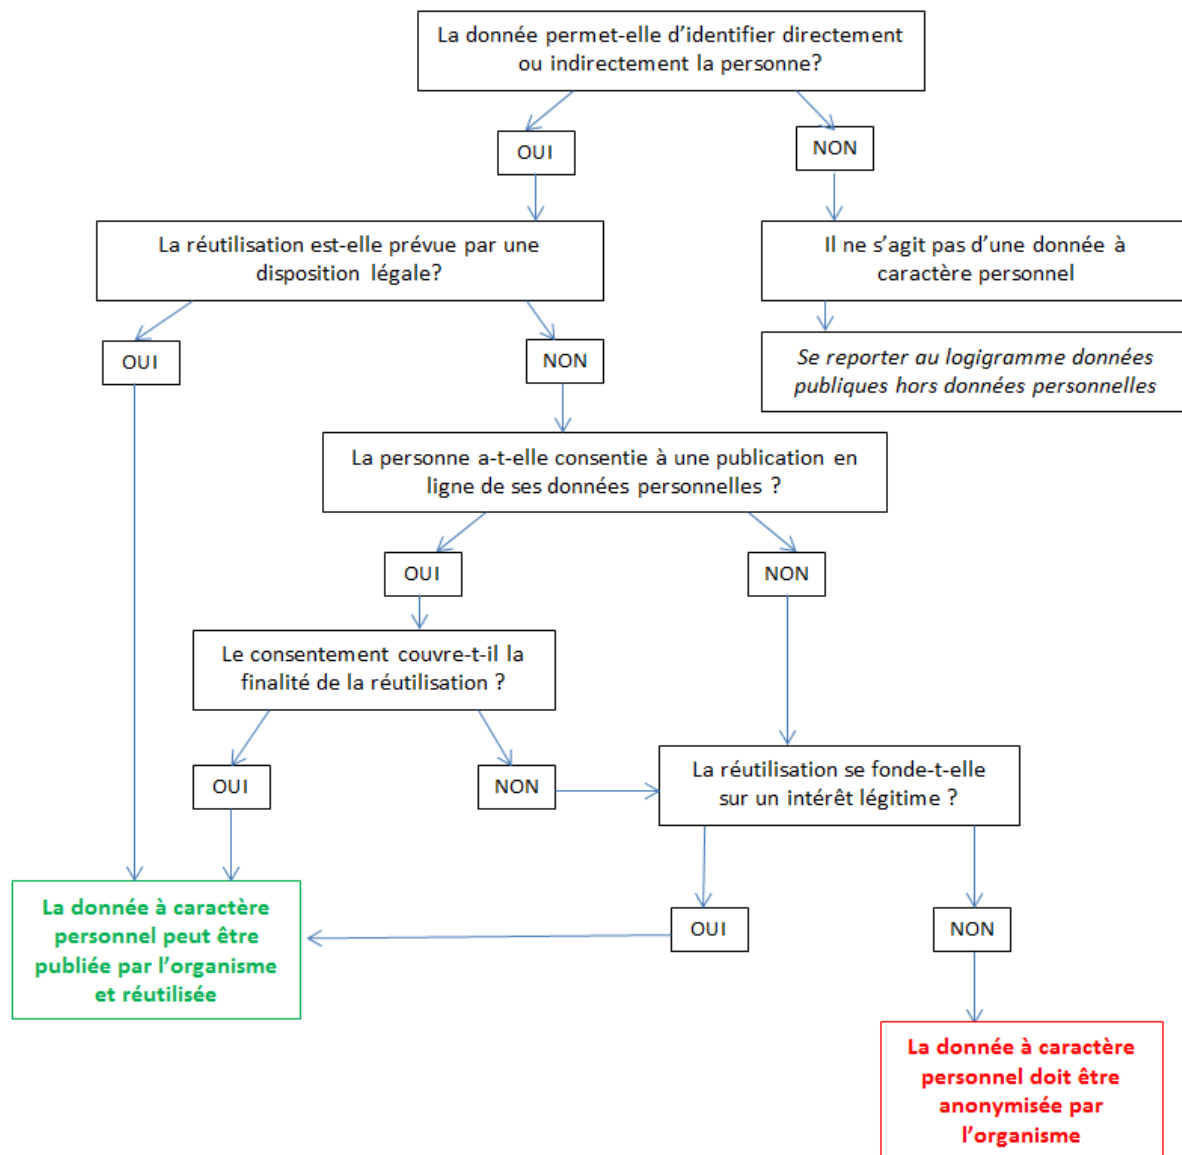 La donnée permet-elle d’identifier directement
ou indirectement la personne?
OUI
NON
La réutilisation est-elle prévue par une
disposition légale?
Il ne s’agit pas d’une donnée à
caractère personnel
OUI
NON
Se reporter au logigramme données
publiques hors données personnelles
La personne a-t-elle consentie à une publication en
ligne de ses données personnelles ?
OUI
NON
Le consentement couvre-t-il la
finalité de la réutilisation ?
OUI
NON
La réutilisation se fonde-t-elle
sur un intérêt légitime ?
OUI
NON
La donnée à caractère
personnel peut être
publiée par l’organisme
et réutilisée
La donnée à caractère
personnel doit être
anonymisée par
l’organisme